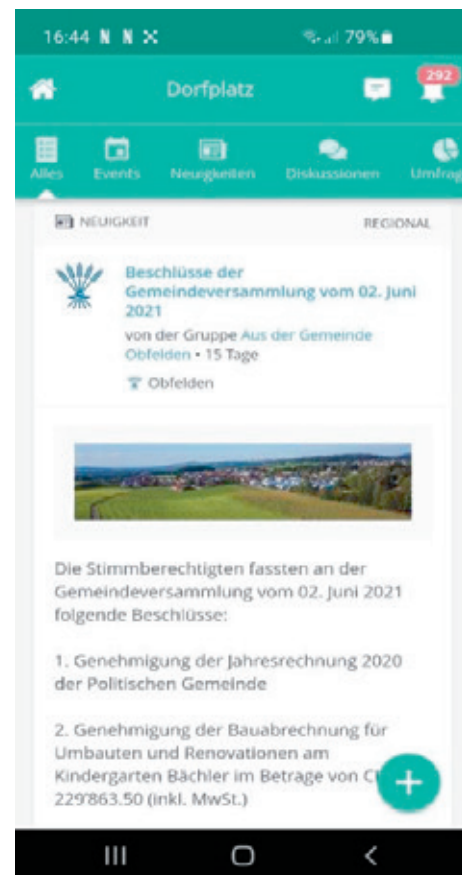 16:44 N N
79%
Dorfplatz
292
Alles Events Neuigkeiten Diskussionen Umfrag
NEUIGKEIT REGIONAL
Beschlüsse der
Gemeindeversammlung vom 02. Juni
2021
von der Gruppe Aus der Gemeinde
Obfelden • 15 Tage
Obfelden
Die Stimmberechtigten fassten an der
Gemeindeversammlung vom 02. Juni 2021
folgende Beschlüsse:
1. Genehmigung der Jahresrechnung 2020
der Politischen Gemeinde
2. Genehmigung der Bauabrechnung für
Umbauten und Renovationen am
Kindergarten Bächler im Betrage von C
229'863.50 (inkl. MwSt.)